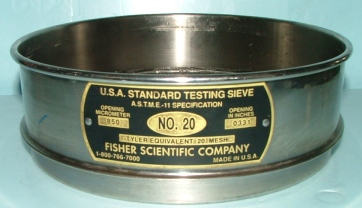 U.S.A. STANDARD TESTING SIEVE
A.S.T.M.E.-11 SPECIFICATION
OPENING
MICROMETER
850
NO. 20
OPENING
IN INCHES
0331
TYLER EQUIVALENT 20 MESH
FISHER SCIENTIFIC COMPANY
1-800-766-7000
MADE IN U.S.A.